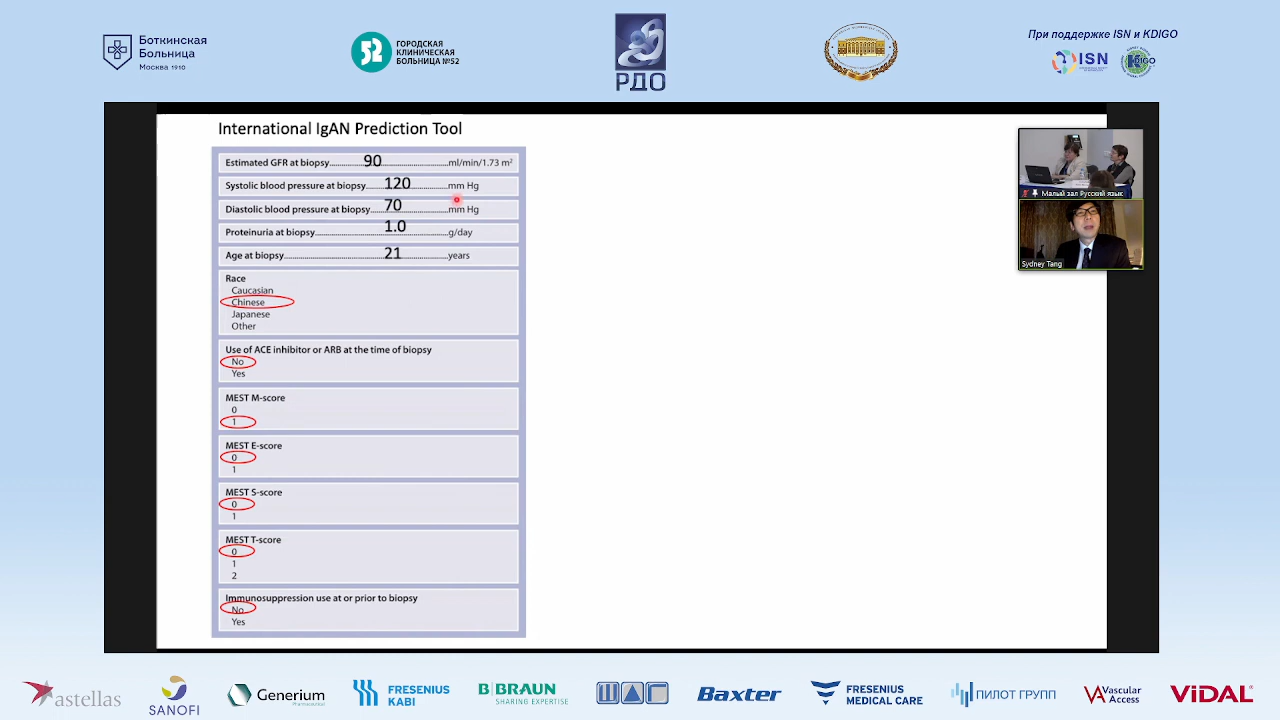 Боткинская
Больница
Москва 1910
52
ГОРОДСКАЯ
КЛИНИЧЕСКАЯ
БОЛЬНИЦА №52
РДО
При поддержке ISN и KDIGO
ISN
KDIGO
International IgAN Prediction Tool
Estimated GFR at biopsy 90 ml/min/1.73 m²
Systolic blood pressure at biopsy 120 mm Hg
Diastolic blood pressure at biopsy 70 mm Hg
Proteinuria at biopsy 1.0 g/day
Age at biopsy 21 years
Race
Caucasian
Chinese
Japanese
Other
Use of ACE inhibitor or ARB at the time of biopsy
No
Yes
MEST M-score
0
1
MEST E-score
0
1
MEST S-score
0
1
MEST T-score
0
1
2
Immunosuppression use at or prior to biopsy
No
Yes
Малый зал Русский язык
Sydney Tang
astellas
SANOFI
Generium
Pharmaceutical
FRESENIUS
KABI
B|BRAUN
SHARING EXPERTISE
ШАГ
Baxter
FRESENIUS
MEDICAL CARE
ПИЛОТ ГРУПП
VA Vascular
Access
ViDAL